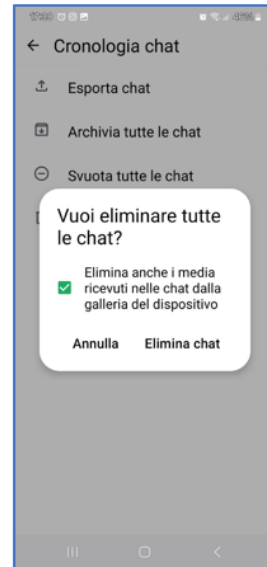 Cronologia chat
Esporta chat
Archivia tutte le chat
Svuota tutte le chat
Vuoi eliminare tutte
le chat?
Elimina anche i media
ricevuti nelle chat dalla
galleria del dispositivo
Annulla Elimina chat